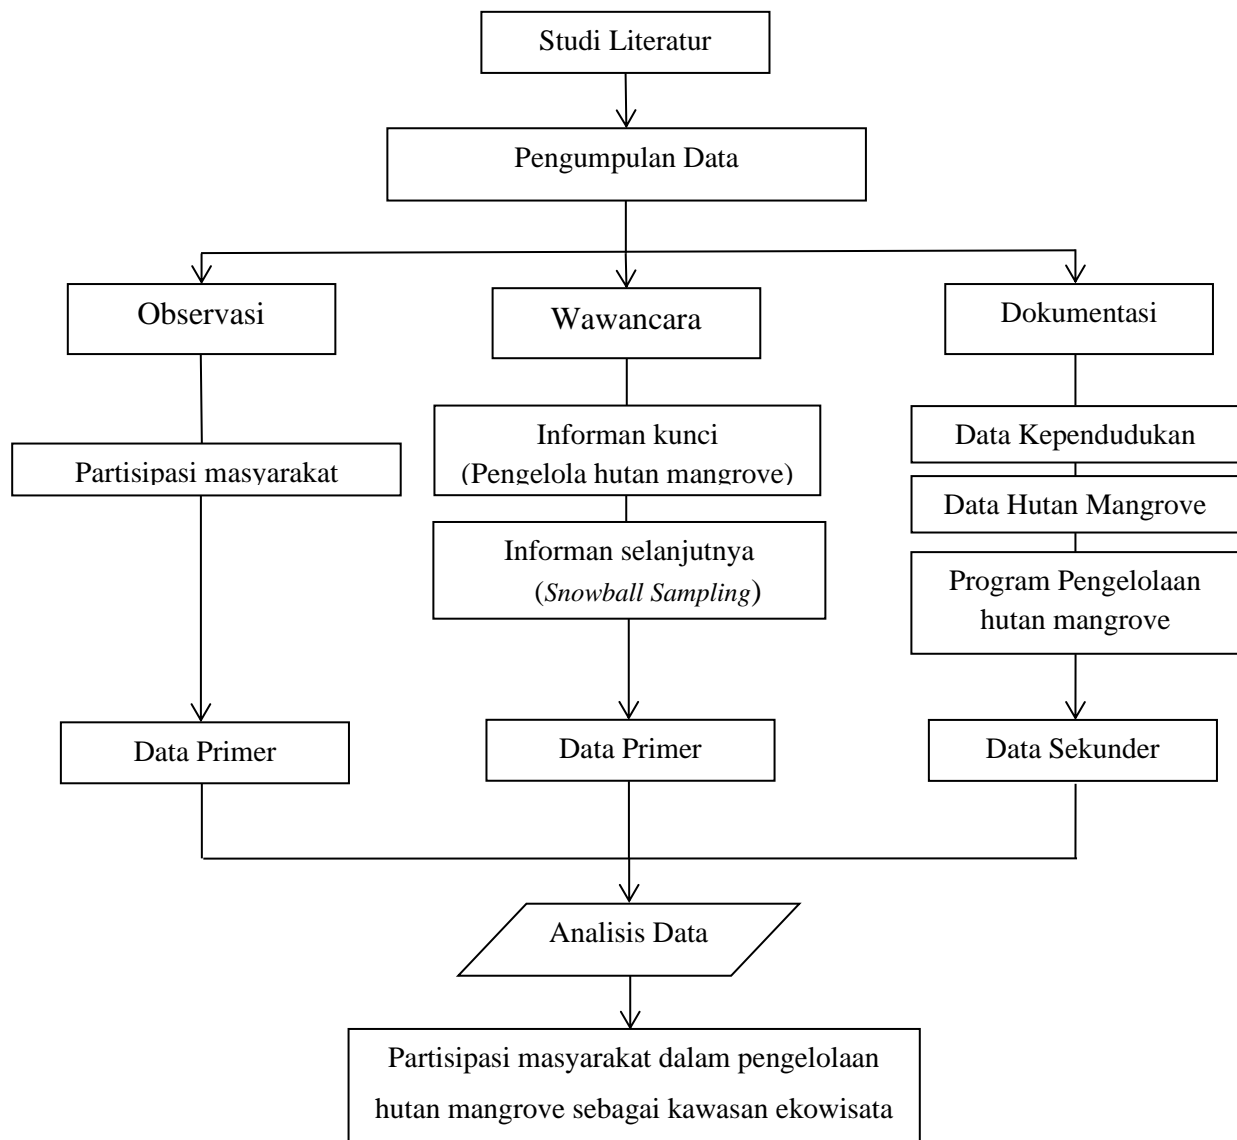 Studi Literatur
Pengumpulan Data
Observasi
Wawancara
Dokumentasi
Partisipasi masyarakat
Informan kunci
(Pengelola hutan mangrove)
Informan selanjutnya
(Snowball Sampling)
Data Kependudukan
Data Hutan Mangrove
Program Pengelolaan
hutan mangrove
Data Primer
Data Primer
Data Sekunder
Analisis Data
Partisipasi masyarakat dalam pengelolaan
hutan mangrove sebagai kawasan ekowisata